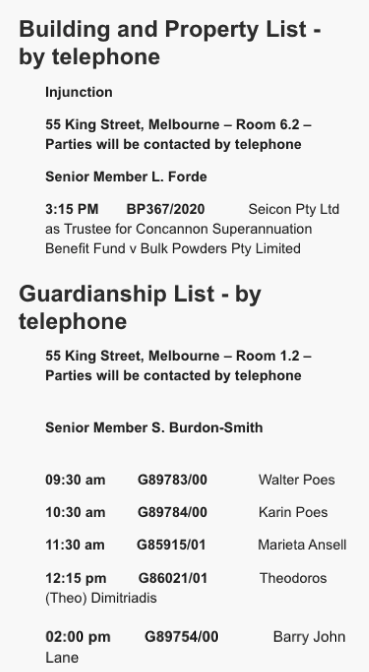 Building and Property List -
by telephone
Injunction
55 King Street, Melbourne – Room 6.2 –
Parties will be contacted by telephone
Senior Member L. Forde
3:15 PM BP367/2020 Seicon Pty Ltd
as Trustee for Concannon Superannuation
Benefit Fund v Bulk Powders Pty Limited
Guardianship List - by
telephone
55 King Street, Melbourne – Room 1.2 –
Parties will be contacted by telephone
Senior Member S. Burdon-Smith
09:30 am G89783/00 Walter Poes
10:30 am G89784/00 Karin Poes
11:30 am G85915/01 Marieta Ansell
12:15 pm G86021/01 Theodoros
(Theo) Dimitriadis
02:00 pm G89754/00 Barry John
Lane